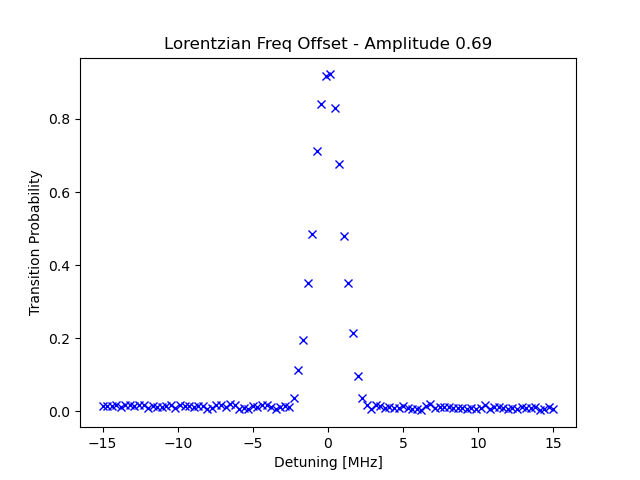 Lorentzian Freq Offset - Amplitude 0.69
Transition Probability
0.8
0.6
0.4
0.2
0.0
−15 −10 −5 0 5 10 15
Detuning [MHz]